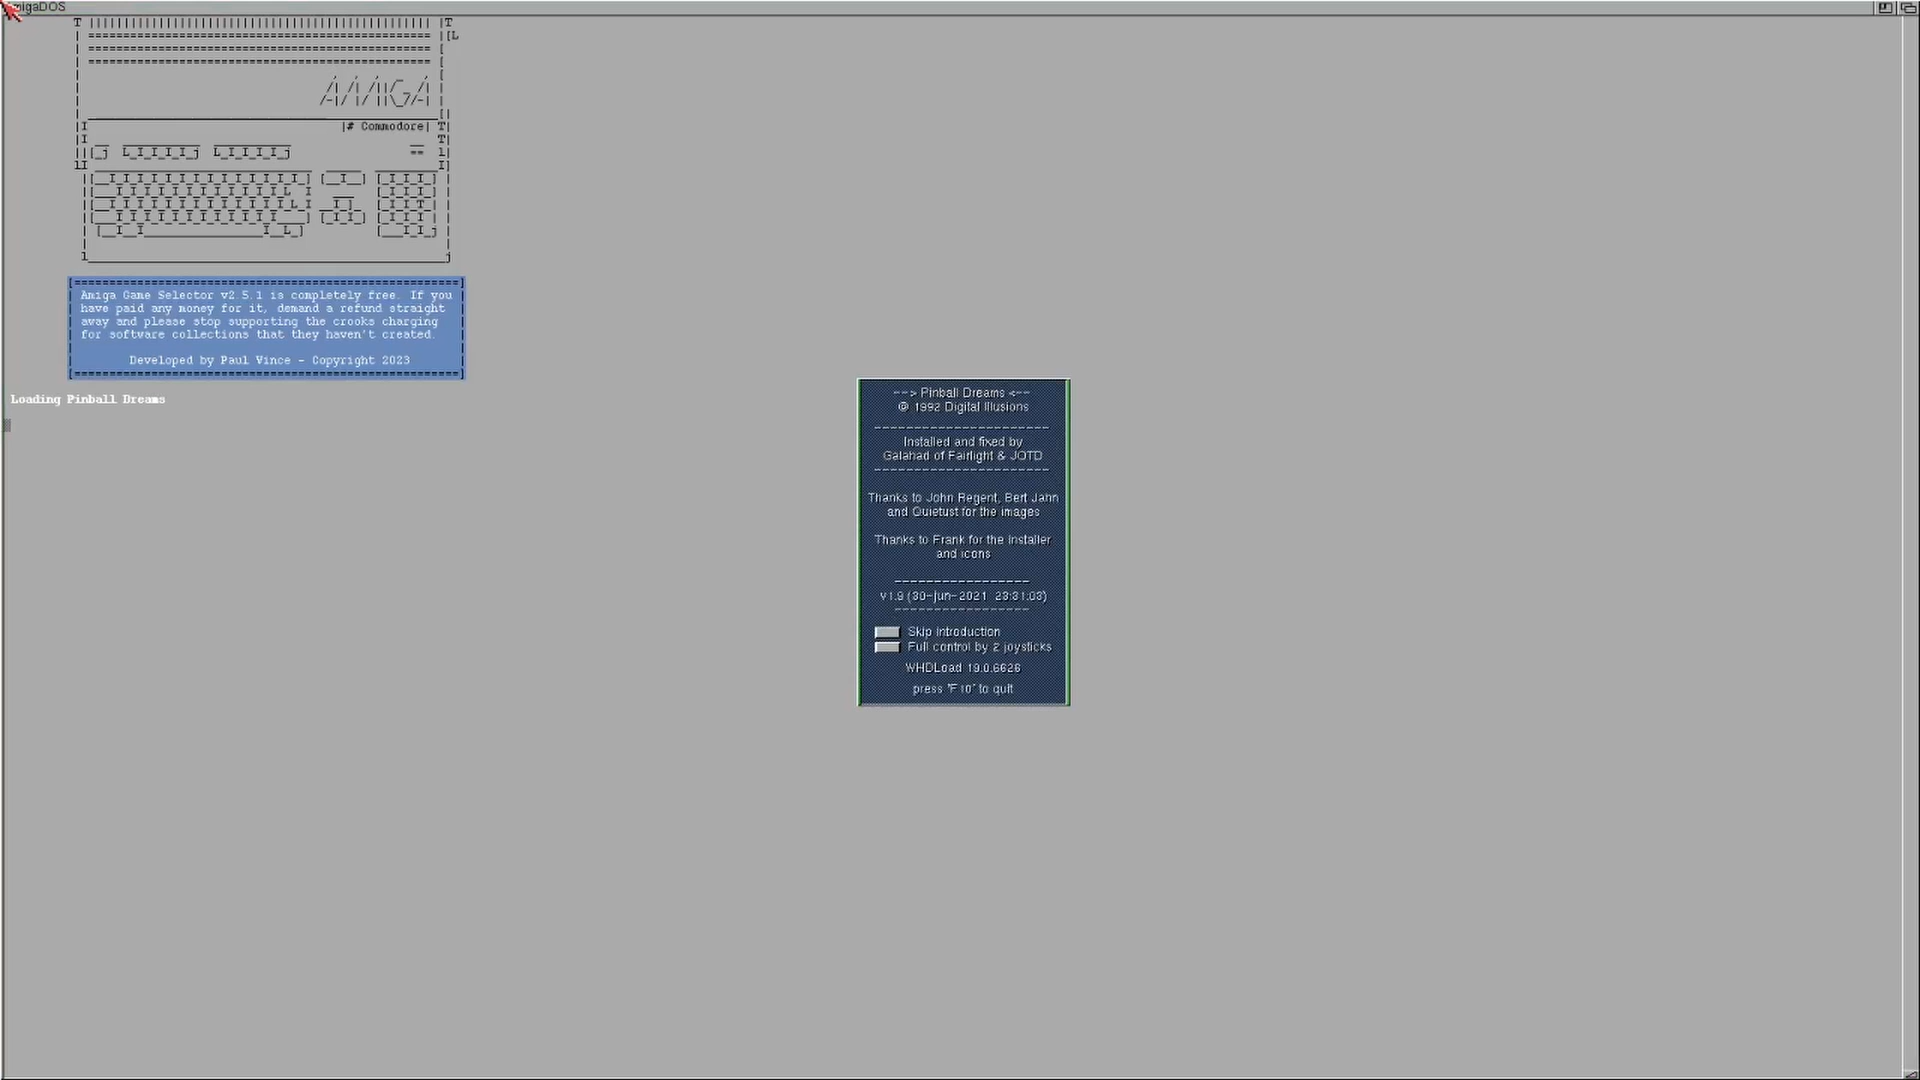 AmigaDOS
AMIGA
# Commodore
Amiga Game Selector v2.5.1 is completely free. If you
have paid any money for it, demand a refund straight
away and please stop supporting the crooks charging
for software collections that they haven't created.
Developed by Paul Vince - Copyright 2023
Loading Pinball Dreams
--> Pinball Dreams <--
© 1992 Digital Illusions
Installed and fixed by
Galahad of Fairlight & JOTD
Thanks to John Regent, Bert Jahn
and Quietust for the images
Thanks to Frank for the installer
and icons
v1.9 (30-jun-2021 23:31:03)
Skip introduction
Full control by 2 joysticks
WHDLoad 19.0.6626
press 'F10' to quit